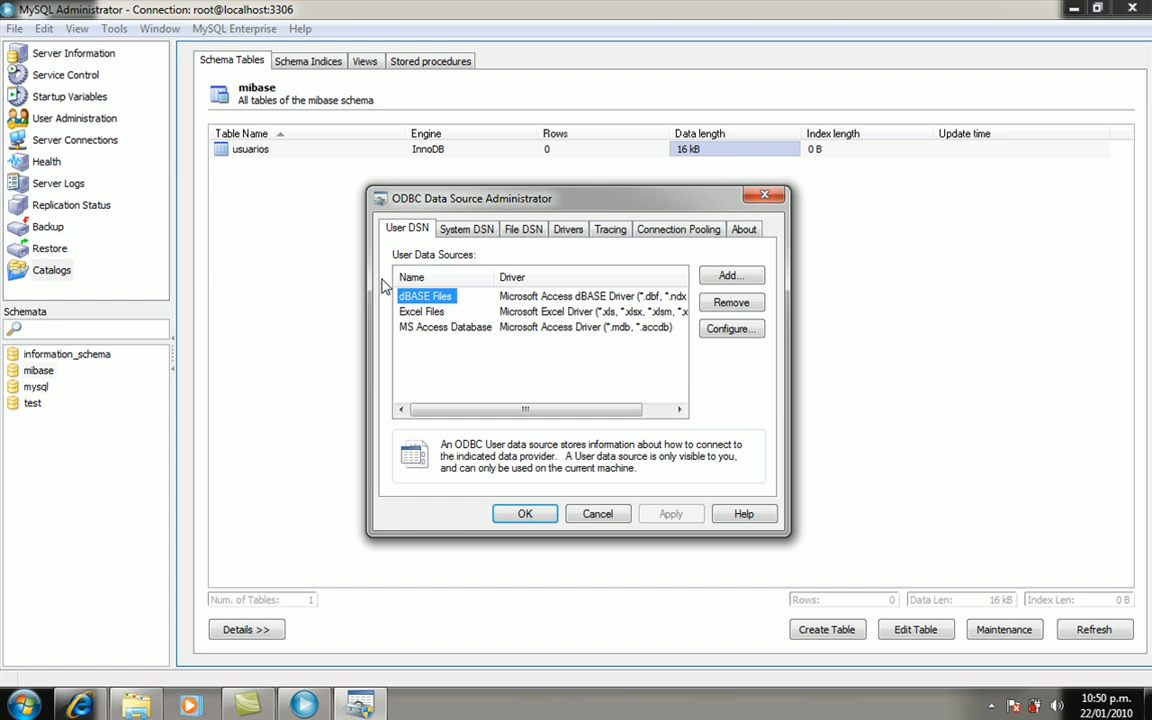 MySQL Administrator - Connection: root@localhost:3306
File Edit View Tools Window MySQL Enterprise Help
Server Information
Service Control
Startup Variables
User Administration
Server Connections
Health
Server Logs
Replication Status
Backup
Restore
Catalogs
Schemata
information_schema
mibase
mysql
test
Schema Tables Schema Indices Views Stored procedures
mibase
All tables of the mibase schema
Table Name Engine Rows Data length Index length Update time
usuarios InnoDB 0 16 kB 0 B
ODBC Data Source Administrator
User DSN System DSN File DSN Drivers Tracing Connection Pooling About
User Data Sources:
Name Driver
dBASE Files Microsoft Access dBASE Driver (*.dbf, *.ndx
Excel Files Microsoft Excel Driver (*.xls, *.xlsx, *.xlsm, *.x
MS Access Database Microsoft Access Driver (*.mdb, *.accdb)
Add...
Remove
Configure...
An ODBC User data source stores information about how to connect to
the indicated data provider. A User data source is only visible to you,
and can only be used on the current machine.
OK Cancel Apply Help
Num. of Tables: 1 Rows: 0 Data Len: 16 kB Index Len: 0 B
Details >> Create Table Edit Table Maintenance Refresh
10:50 p.m.
22/01/2010